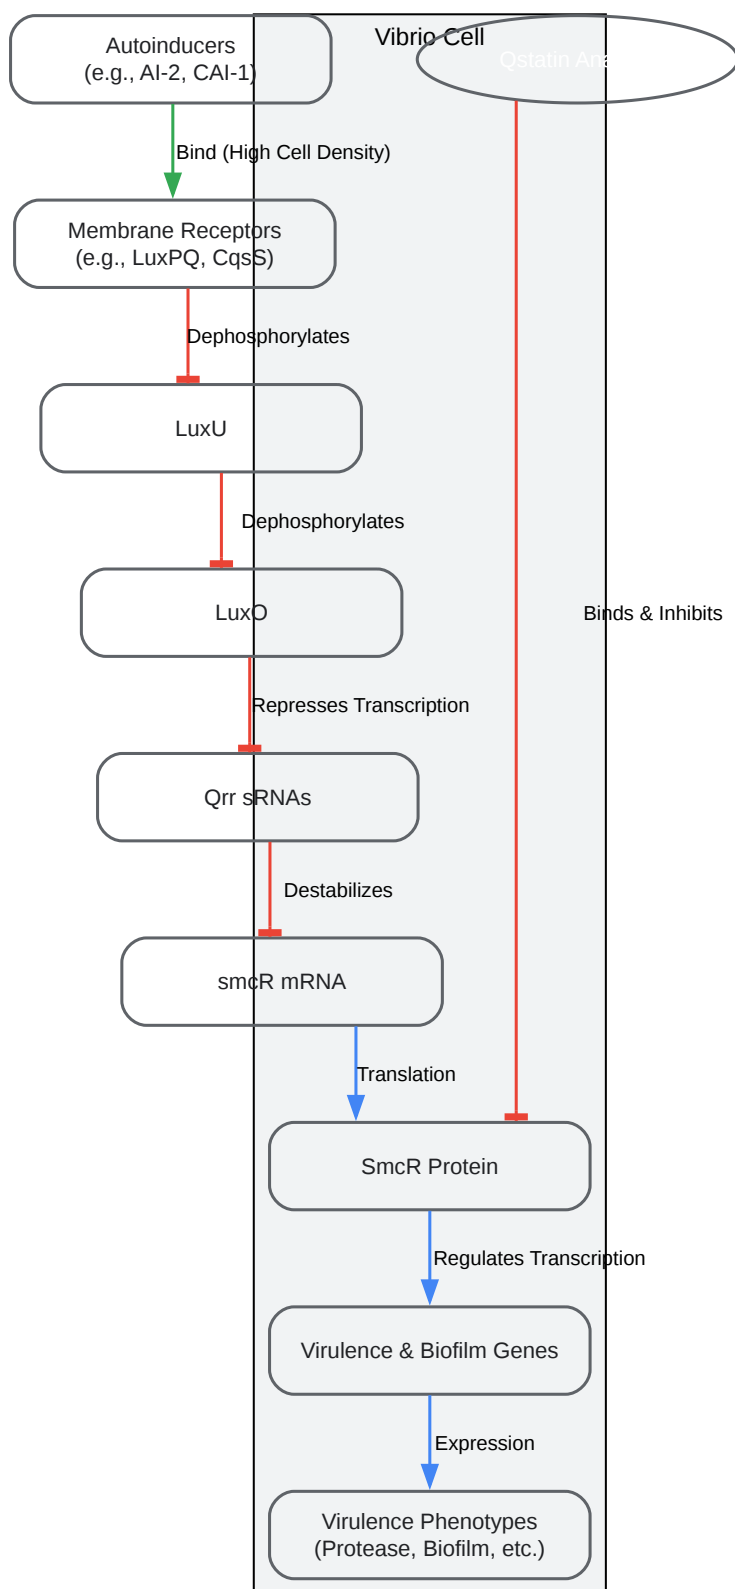 Vibrio Cell
Autoinducers
(e.g., AI-2, CAI-1)
Qstatin
Bind (High Cell Density)
Membrane Receptors
(e.g., LuxPQ, CqsS)
Dephosphorylates
LuxU
Dephosphorylates
LuxO
Binds & Inhibits
Represses Transcription
Qrr sRNAs
Destabilizes
smcR mRNA
Translation
SmcR Protein
Regulates Transcription
Virulence & Biofilm Genes
Expression
Virulence Phenotypes
(Protease, Biofilm, etc.)